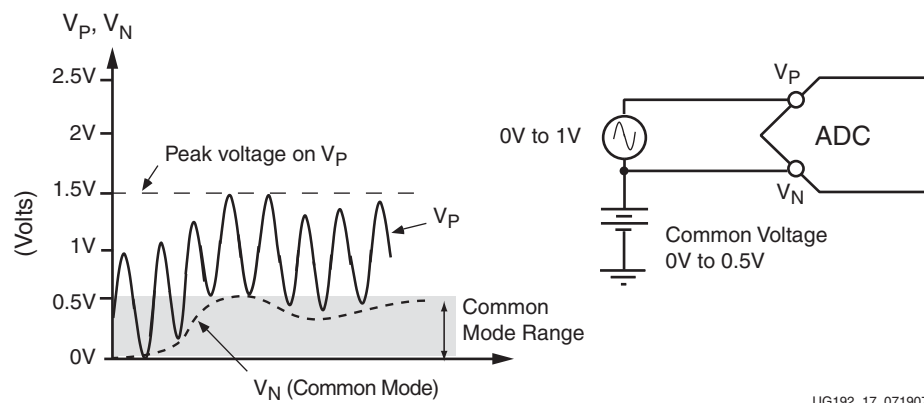 V_P, V_N
2.5V
2V
1.5V
1V
0.5V
0V
(Volts)
Peak voltage on V_P
V_P
Common
Mode Range
V_N (Common Mode)
V_P
0V to 1V
ADC
V_N
Common Voltage
0V to 0.5V
UG192_17_071907